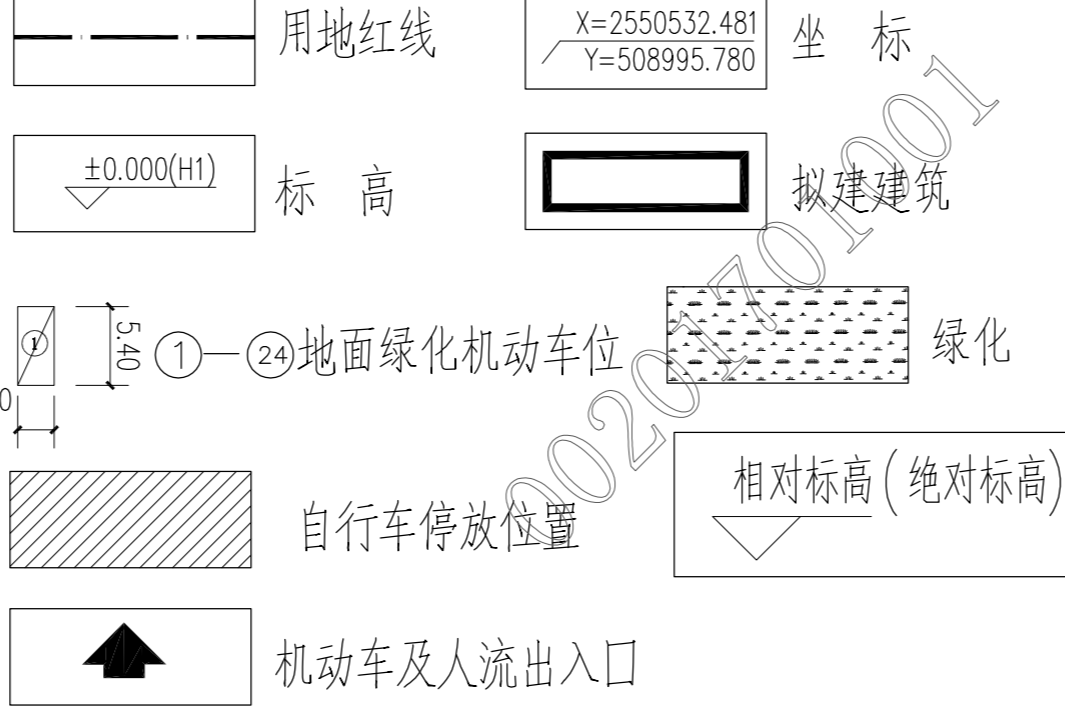 用地红线
X=2550532.481
Y=508995.780
坐 标
±0.000(H1)
标 高
拟建建筑
1
5.40
0
①—㉔地面绿化机动车位
绿化
自行车停放位置
相对标高(绝对标高)
机动车及人流出入口
002017010​01